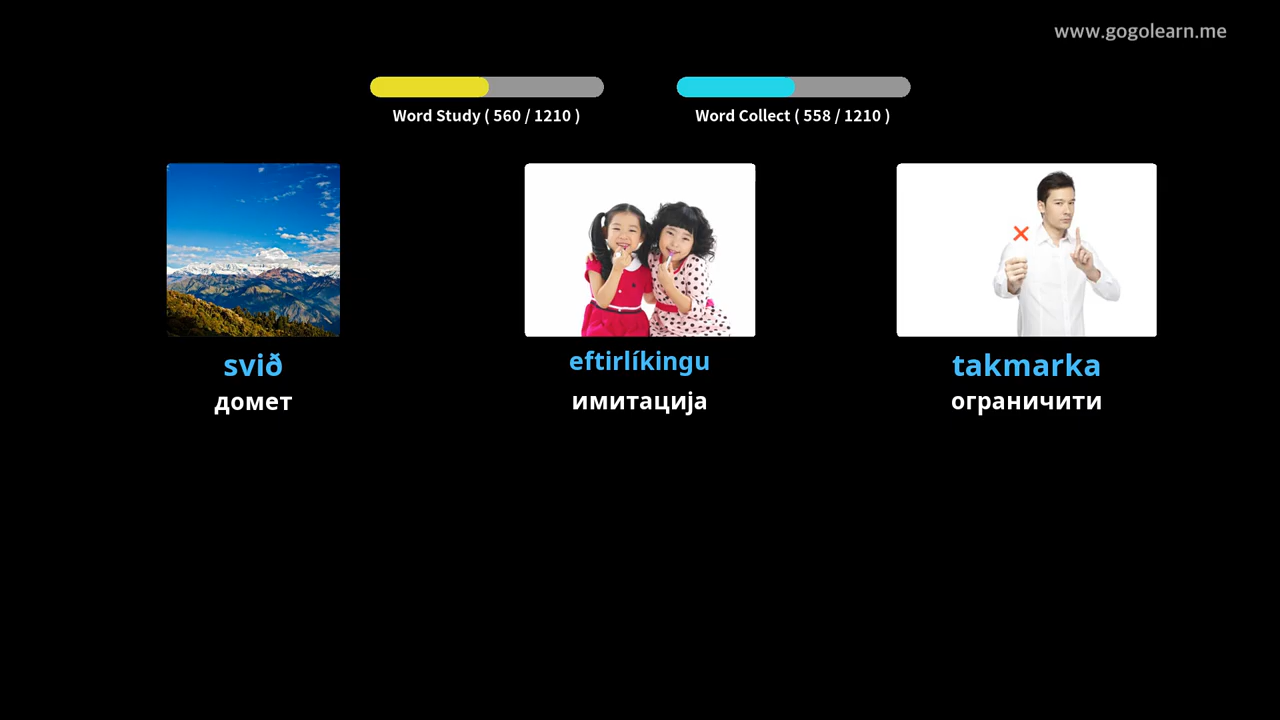 www.gogolearn.me
Word Study ( 560 / 1210 )
Word Collect ( 558 / 1210 )
svið
домет
eftirlíkingu
имитација
takmarka
ограничити